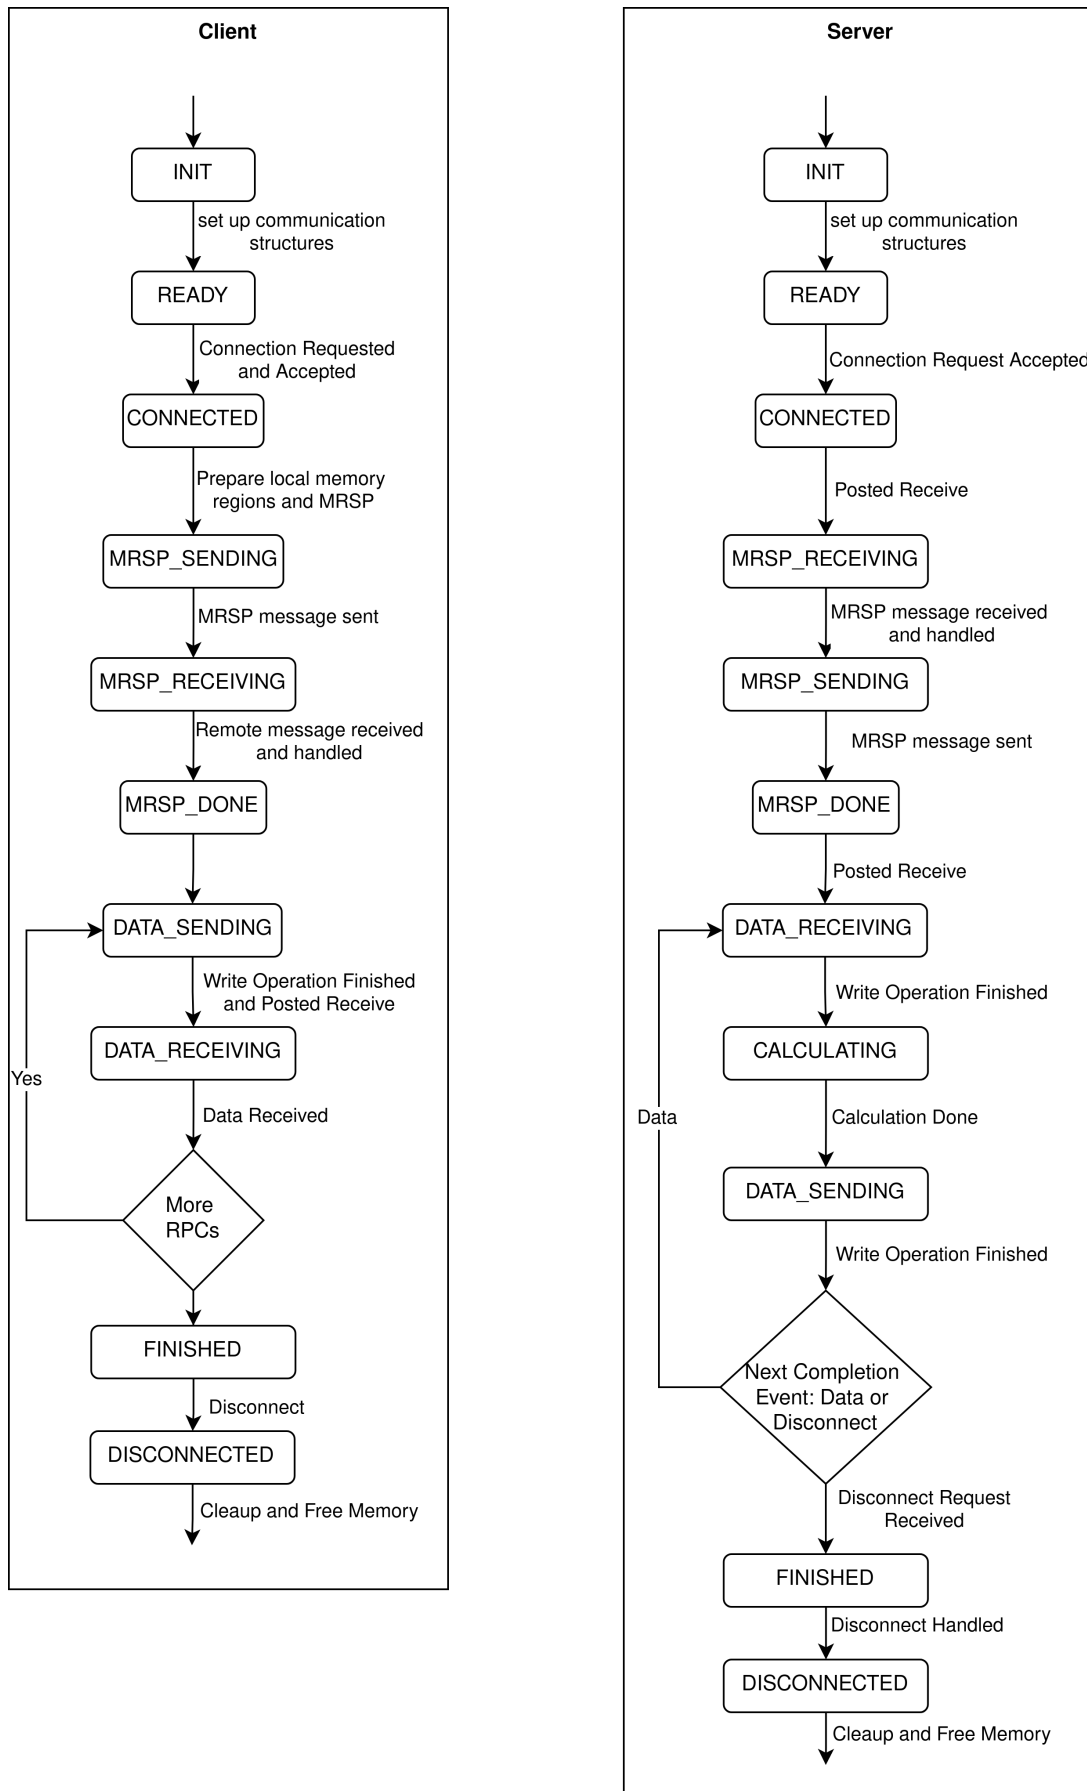 Client
INIT
set up communication
structures
READY
Connection Requested
and Accepted
CONNECTED
Prepare local memory
regions and MRSP
MRSP_SENDING
MRSP message sent
MRSP_RECEIVING
Remote message received
and handled
MRSP_DONE
DATA_SENDING
Write Operation Finished
and Posted Receive
DATA_RECEIVING
Yes
Data Received
More
RPCs
FINISHED
Disconnect
DISCONNECTED
Cleaup and Free Memory
Server
INIT
set up communication
structures
READY
Connection Request Accepted
CONNECTED
Posted Receive
MRSP_RECEIVING
MRSP message received
and handled
MRSP_SENDING
MRSP message sent
MRSP_DONE
Posted Receive
DATA_RECEIVING
Write Operation Finished
CALCULATING
Data
Calculation Done
DATA_SENDING
Write Operation Finished
Next Completion
Event: Data or
Disconnect
Disconnect Request
Received
FINISHED
Disconnect Handled
DISCONNECTED
Cleaup and Free Memory